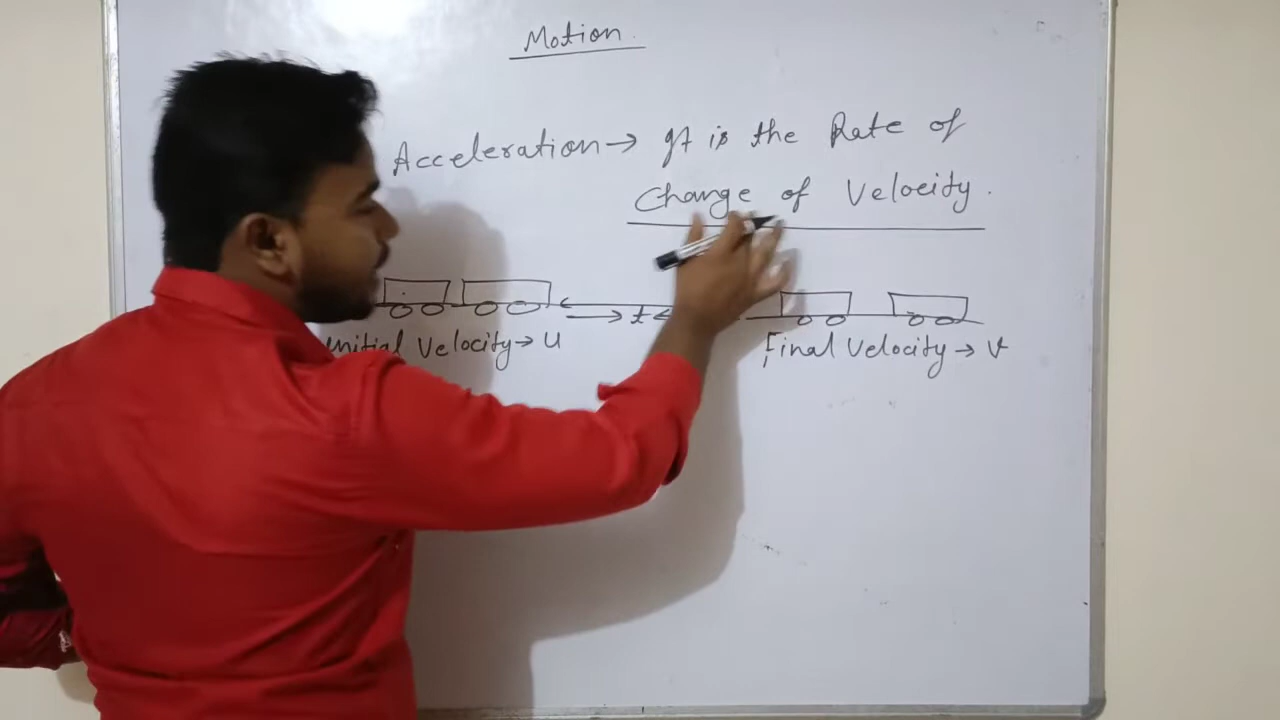 Motion.
Acceleration → It is the Rate of
Change of Velocity.
t
Initial Velocity → u
Final Velocity → v